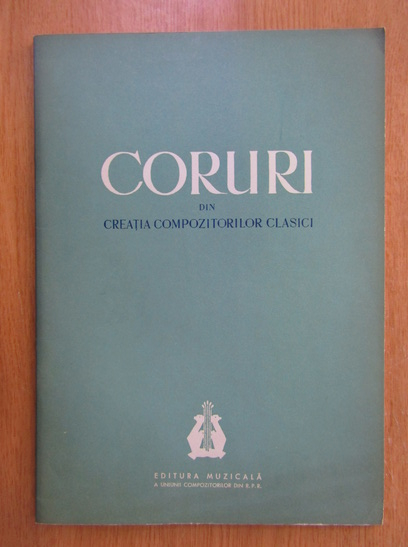 CORURI
DIN
CREAȚIA COMPOZITORILOR CLASICI
EDITURA MUZICALĂ
A UNIUNII COMPOZITORILOR DIN R.P.R.